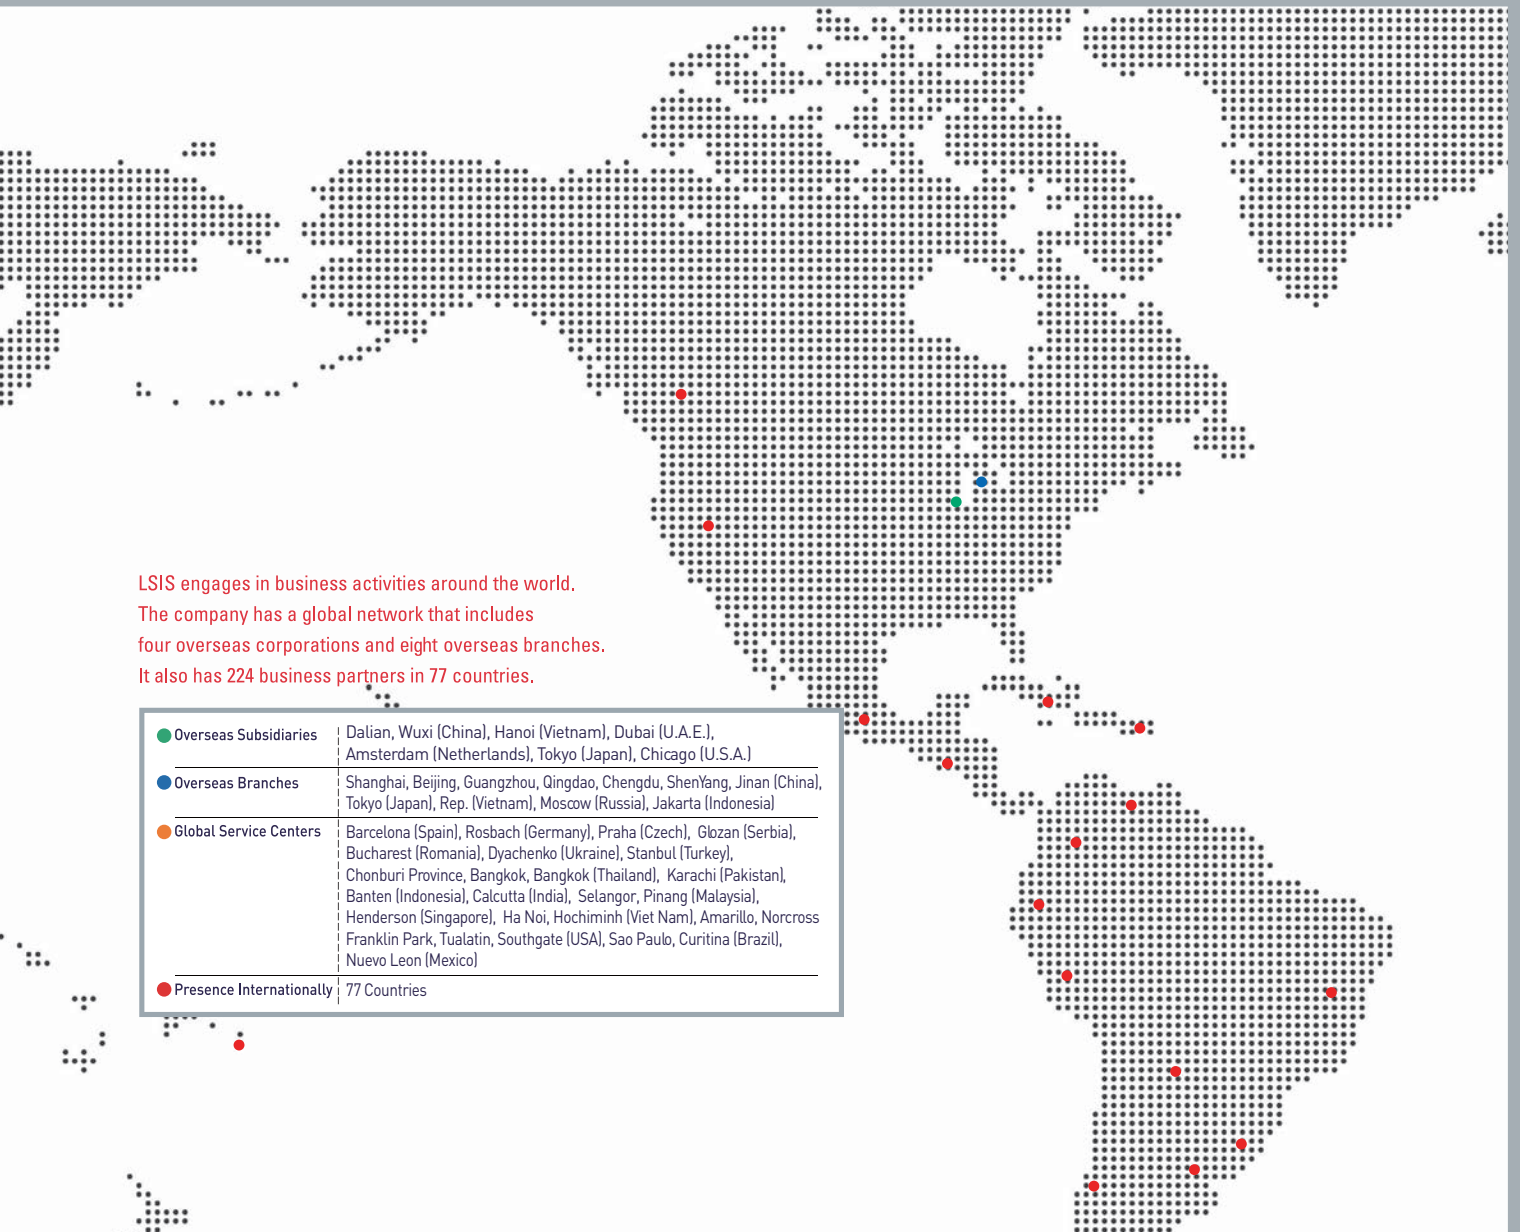 LSIS engages in business activities around the world.
The company has a global network that includes
four overseas corporations and eight overseas branches.
It also has 224 business partners in 77 countries.
Overseas Subsidiaries
Dalian, Wuxi (China), Hanoi (Vietnam), Dubai (U.A.E.),
Amsterdam (Netherlands), Tokyo (Japan), Chicago (U.S.A.)
Overseas Branches
Shanghai, Beijing, Guangzhou, Qingdao, Chengdu, ShenYang, Jinan (China),
Tokyo (Japan), Rep. (Vietnam), Moscow (Russia), Jakarta (Indonesia)
Global Service Centers
Barcelona (Spain), Rosbach (Germany), Praha (Czech), Glozan (Serbia),
Bucharest (Romania), Dyachenko (Ukraine), Stanbul (Turkey),
Chonburi Province, Bangkok, Bangkok (Thailand), Karachi (Pakistan),
Banten (Indonesia), Calcutta (India), Selangor, Pinang (Malaysia),
Henderson (Singapore), Ha Noi, Hochiminh (Viet Nam), Amarillo, Norcross
Franklin Park, Tualatin, Southgate (USA), Sao Paulo, Curitina (Brazil),
Nuevo Leon (Mexico)
Presence Internationally
77 Countries